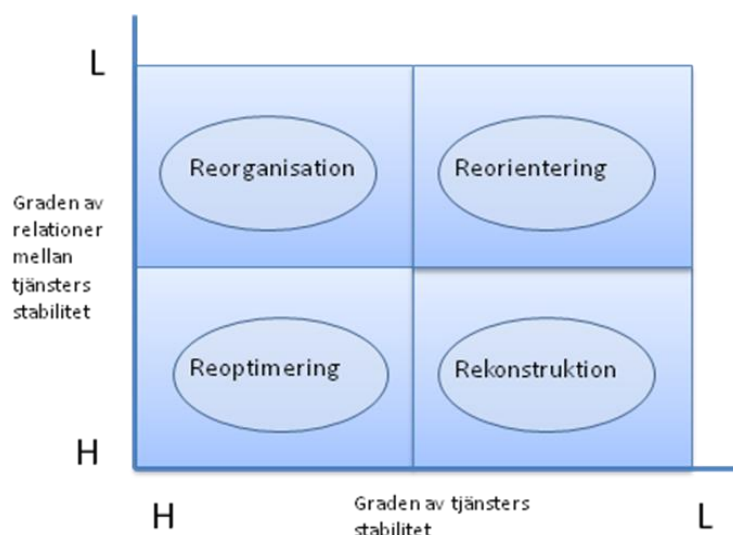 L
Reorganisation
Reorientering
Graden av
relationer
mellan
tjänsters
stabilitet
Reoptimering
Rekonstruktion
H
H
Graden av tjänsters
stabilitet
L